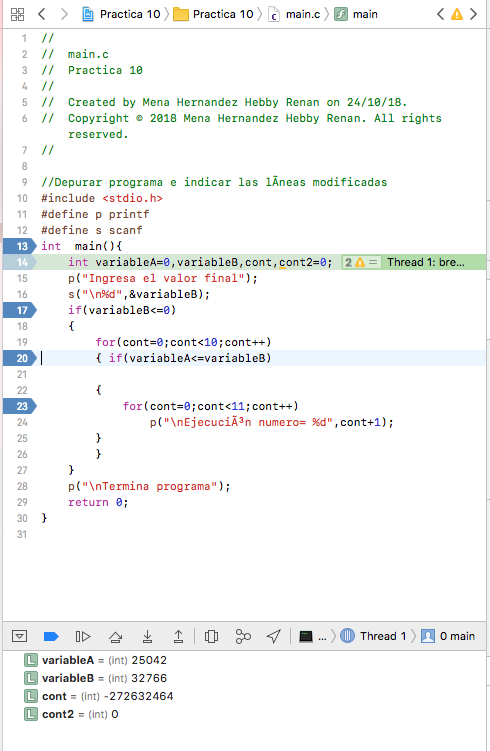 Practica 10 Practica 10 c main.c f main
1 //
2 //  main.c
3 //  Practica 10
4 //
5 //  Created by Mena Hernandez Hebby Renan on 24/10/18.
6 //  Copyright © 2018 Mena Hernandez Hebby Renan. All rights
reserved.
7 //
8
9 //Depurar programa e indicar las lÃneas modificadas
10 #include <stdio.h>
11 #define p printf
12 #define s scanf
13 int  main(){
14 int variableA=0,variableB,cont,cont2=0; 2 = Thread 1: bre...
15 p("Ingresa el valor final");
16 s("\n%d",&variableB);
17 if(variableB<=0)
18 {
19 for(cont=0;cont<10;cont++)
20 { if(variableA<=variableB)
21
22 {
23 for(cont=0;cont<11;cont++)
24 p("\nEjecuciÃ³n numero= %d",cont+1);
25 }
26 }
27 }
28 p("\nTermina programa");
29 return 0;
30 }
31
... Thread 1 0 main
L variableA = (int) 25042
L variableB = (int) 32766
L cont = (int) -272632464
L cont2 = (int) 0